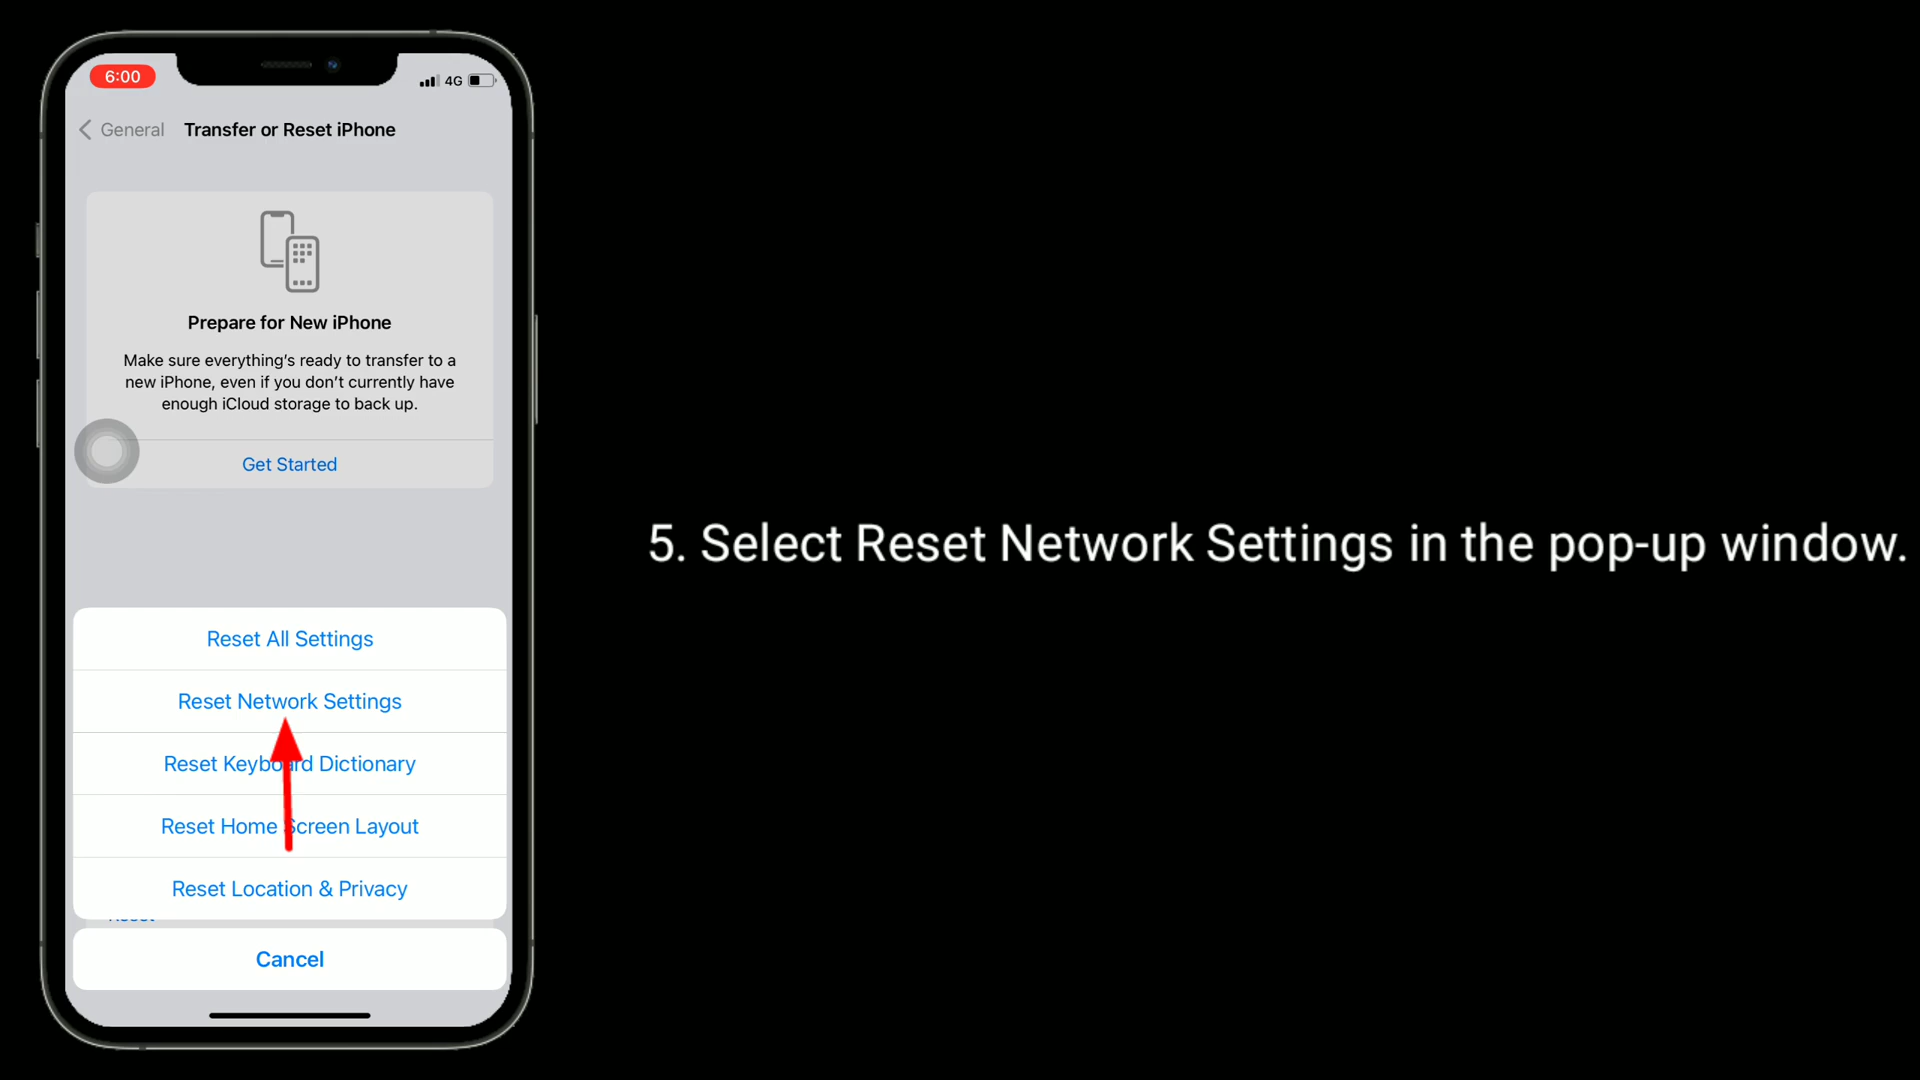 6:00
4G
General
Transfer or Reset iPhone
Prepare for New iPhone
Make sure everything's ready to transfer to a
new iPhone, even if you don't currently have
enough iCloud storage to back up.
Get Started
5. Select Reset Network Settings in the pop-up window.
Reset All Settings
Reset Network Settings
Reset Keyboard Dictionary
Reset Home Screen Layout
Reset Location & Privacy
Reset
Cancel